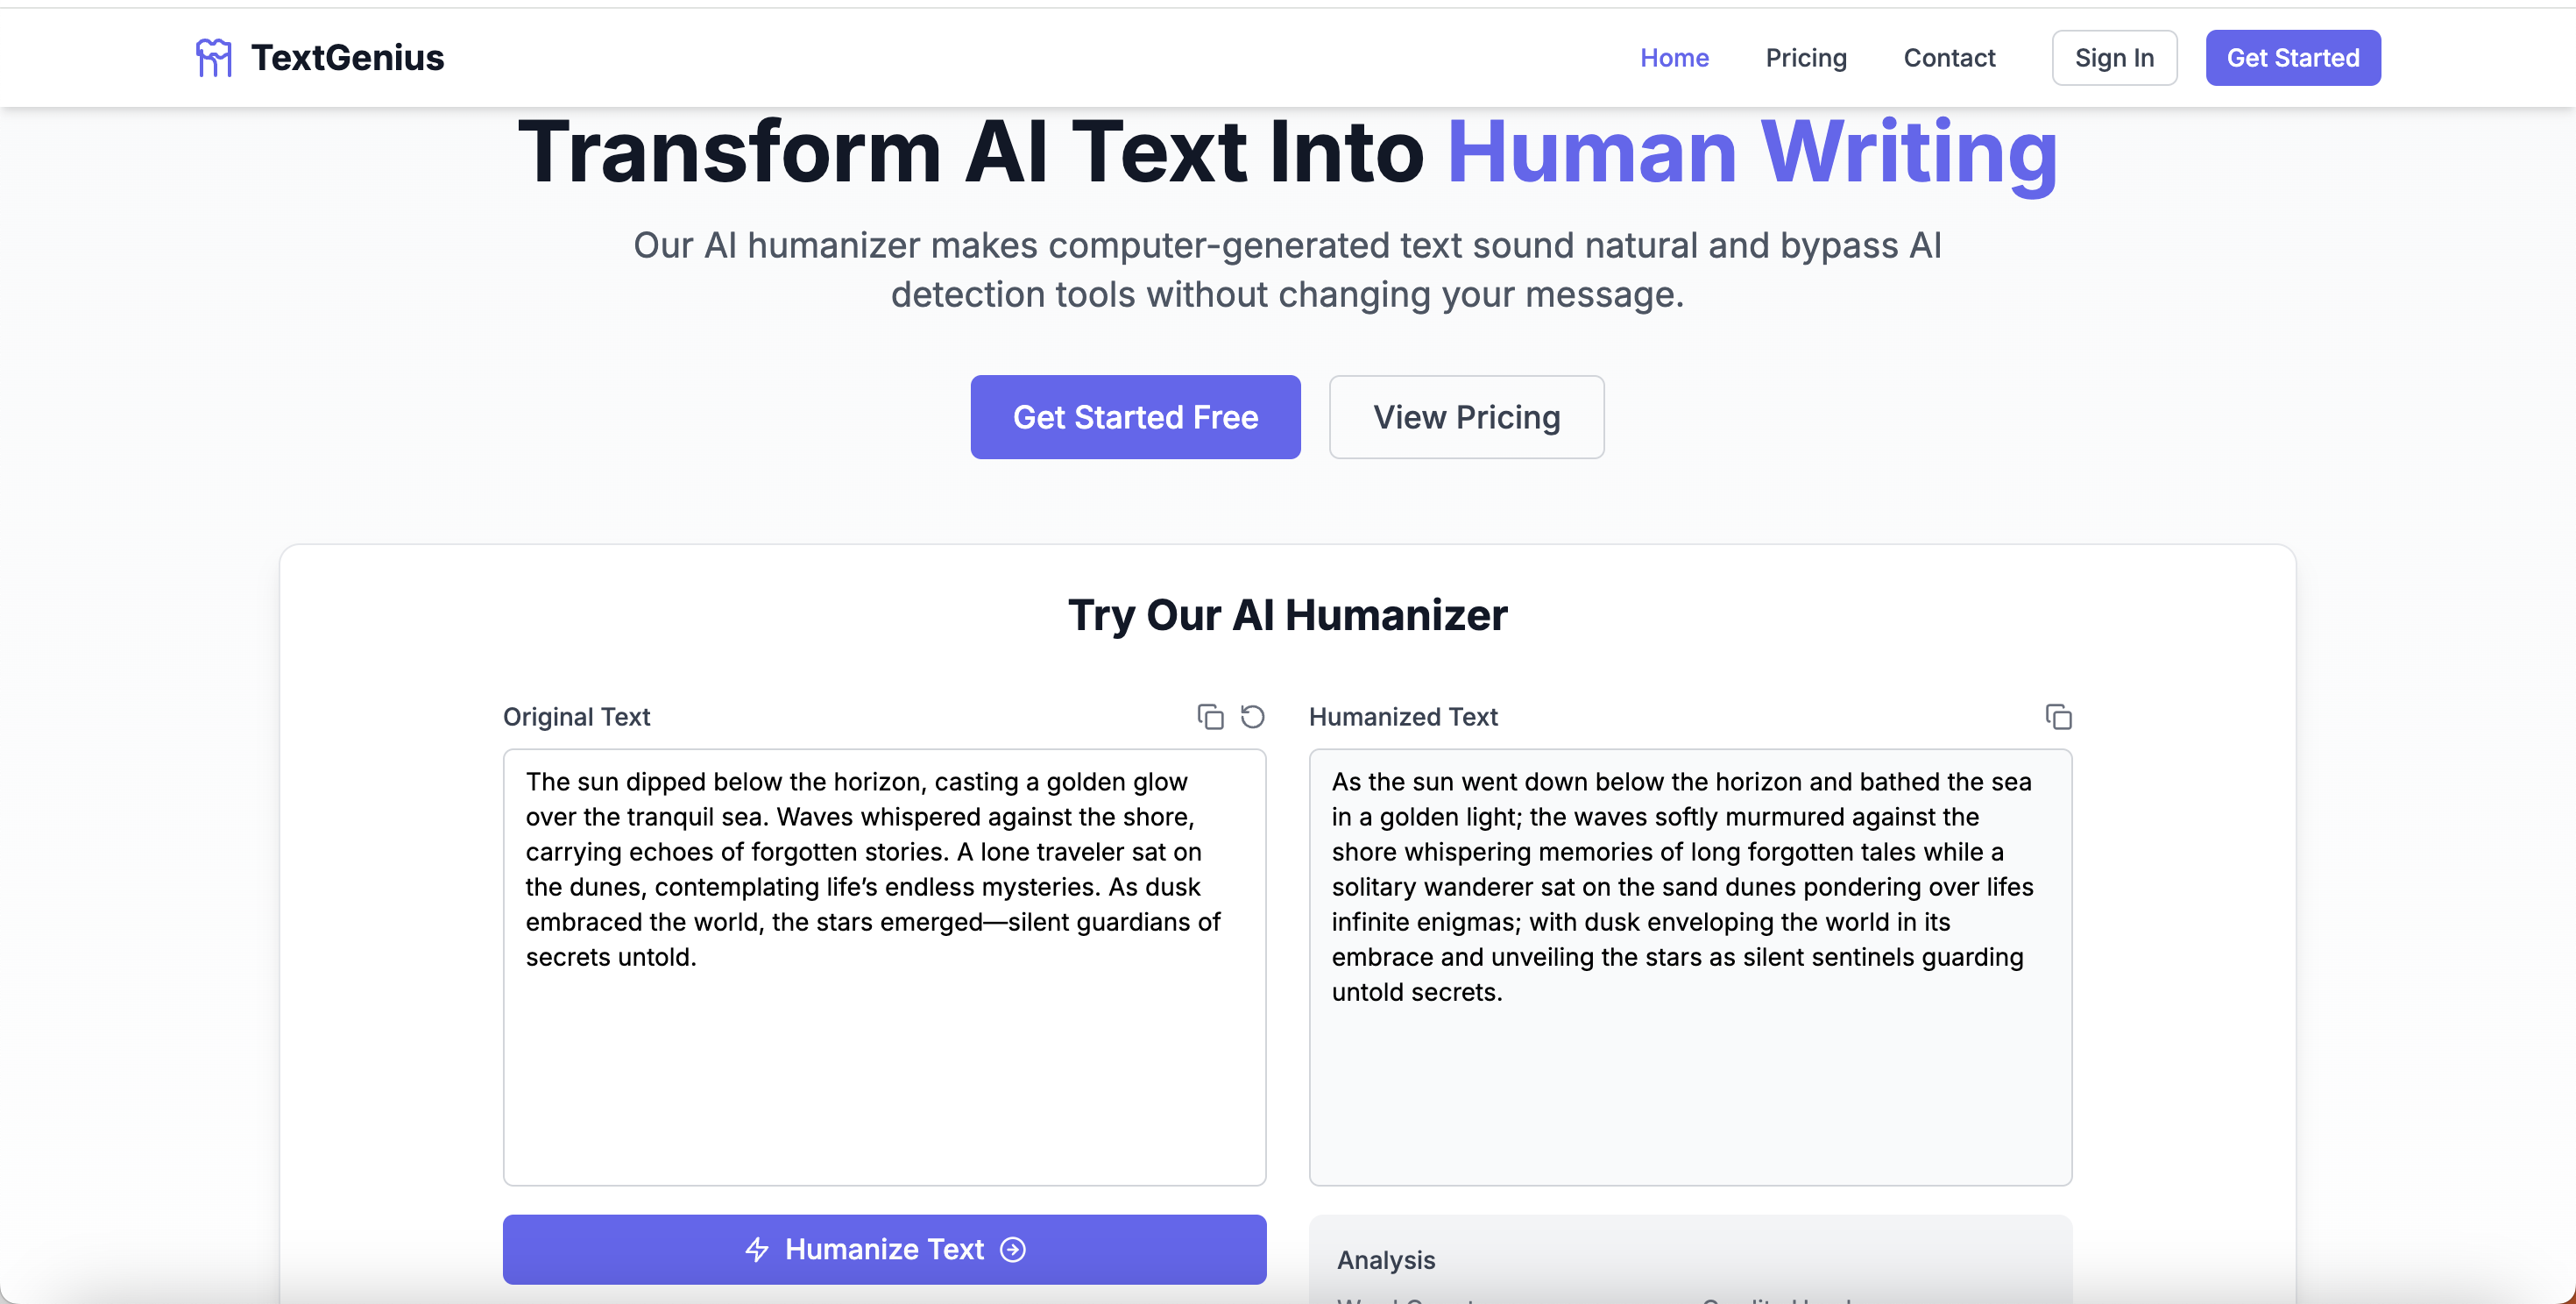 TextGenius
Home
Pricing
Contact
Sign In
Get Started
Transform AI Text Into Human Writing
Our AI humanizer makes computer-generated text sound natural and bypass AI
detection tools without changing your message.
Get Started Free
View Pricing
Try Our AI Humanizer
Original Text
The sun dipped below the horizon, casting a golden glow
over the tranquil sea. Waves whispered against the shore,
carrying echoes of forgotten stories. A lone traveler sat on
the dunes, contemplating life’s endless mysteries. As dusk
embraced the world, the stars emerged—silent guardians of
secrets untold.
Humanize Text
Humanized Text
As the sun went down below the horizon and bathed the sea
in a golden light; the waves softly murmured against the
shore whispering memories of long forgotten tales while a
solitary wanderer sat on the sand dunes pondering over lifes
infinite enigmas; with dusk enveloping the world in its
embrace and unveiling the stars as silent sentinels guarding
untold secrets.
Analysis